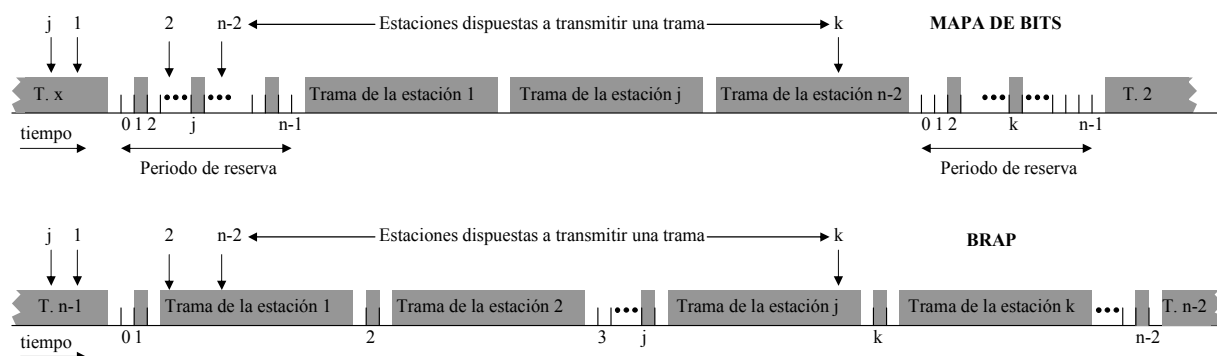 j 1 2 n-2 Estaciones dispuestas a transmitir una trama k MAPA DE BITS
T. x ••• ••• Trama de la estación 1 Trama de la estación j Trama de la estación n-2 ••• ••• T. 2
0 1 2 j n-1 0 1 2 k n-1
tiempo
Periodo de reserva Periodo de reserva
j 1 2 n-2 Estaciones dispuestas a transmitir una trama k BRAP
T. n-1 Trama de la estación 1 Trama de la estación 2 ••• Trama de la estación j Trama de la estación k ••• T. n-2
0 1 2 3 j k n-2
tiempo